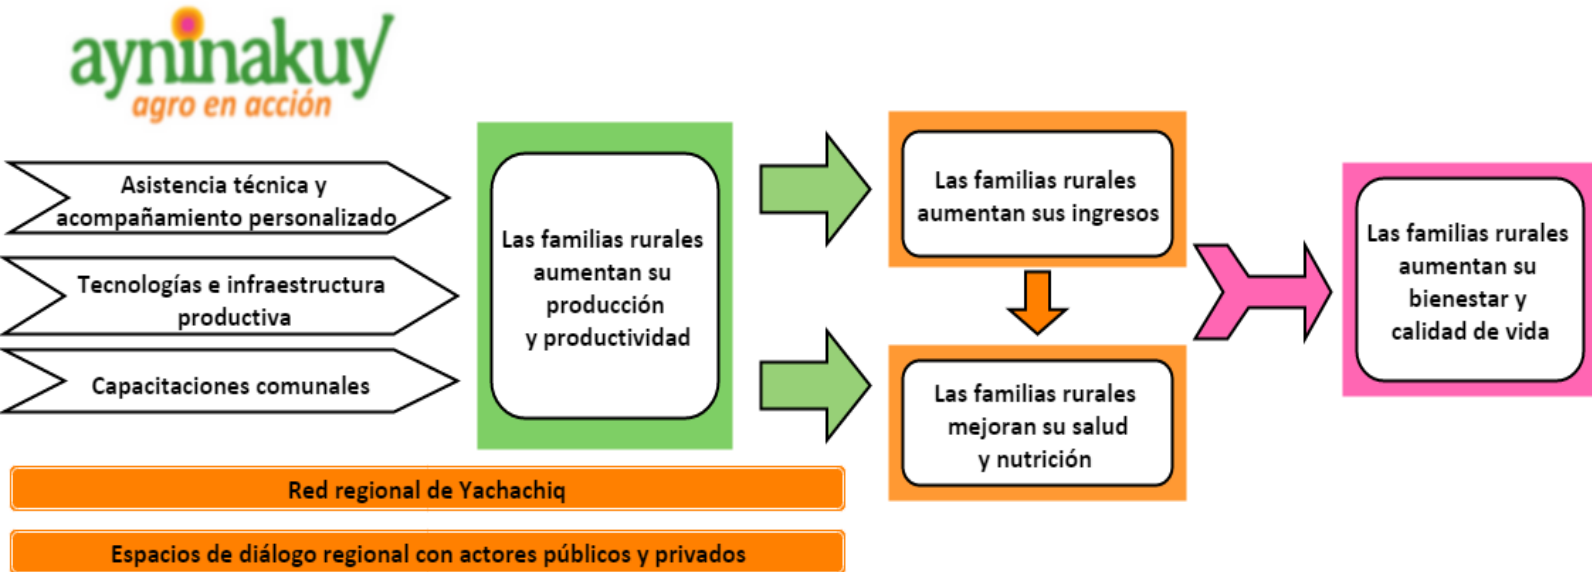 ayninakuy
agro en acción
Asistencia técnica y
acompañamiento personalizado
Tecnologías e infraestructura
productiva
Capacitaciones comunales
Las familias rurales
aumentan su
producción
y productividad
Las familias rurales
aumentan sus ingresos
Las familias rurales
mejoran su salud
y nutrición
Las familias rurales
aumentan su
bienestar y
calidad de vida
Red regional de Yachachiq
Espacios de diálogo regional con actores públicos y privados